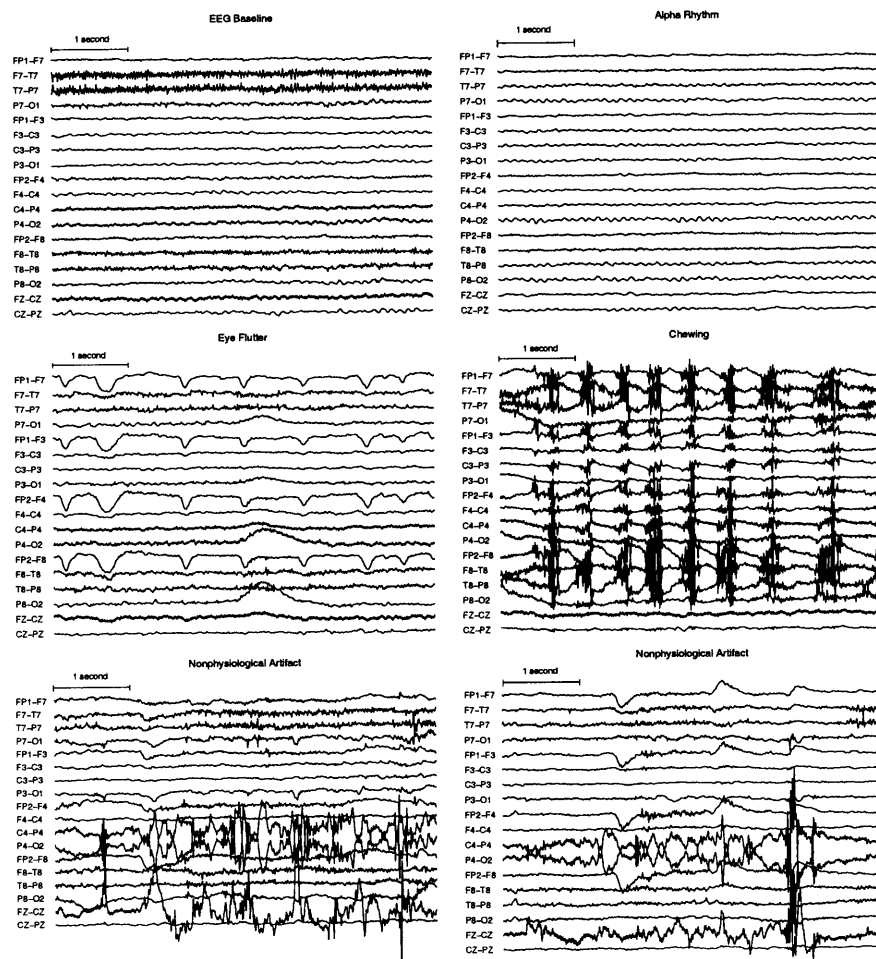 EEG Baseline
1 second
FP1-F7
F7-T7
T7-P7
P7-O1
FP1-F3
F3-C3
C3-P3
P3-O1
FP2-F4
F4-C4
C4-P4
P4-O2
FP2-F8
F8-T8
T8-P8
P8-O2
FZ-CZ
CZ-PZ
Alpha Rhythm
1 second
FP1-F7
F7-T7
T7-P7
P7-O1
FP1-F3
F3-C3
C3-P3
P3-O1
FP2-F4
F4-C4
C4-P4
P4-O2
FP2-F8
F8-T8
T8-P8
P8-O2
FZ-CZ
CZ-PZ
Eye Flutter
1 second
FP1-F7
F7-T7
T7-P7
P7-O1
FP1-F3
F3-C3
C3-P3
P3-O1
FP2-F4
F4-C4
C4-P4
P4-O2
FP2-F8
F8-T8
T8-P8
P8-O2
FZ-CZ
CZ-PZ
Chewing
1 second
FP1-F7
F7-T7
T7-P7
P7-O1
FP1-F3
F3-C3
C3-P3
P3-O1
FP2-F4
F4-C4
C4-P4
P4-O2
FP2-F8
F8-T8
T8-P8
P8-O2
FZ-CZ
CZ-PZ
Nonphysiological Artifact
1 second
FP1-F7
F7-T7
T7-P7
P7-O1
FP1-F3
F3-C3
C3-P3
P3-O1
FP2-F4
F4-C4
C4-P4
P4-O2
FP2-F8
F8-T8
T8-P8
P8-O2
FZ-CZ
CZ-PZ
Nonphysiological Artifact
1 second
FP1-F7
F7-T7
T7-P7
P7-O1
FP1-F3
F3-C3
C3-P3
P3-O1
FP2-F4
F4-C4
C4-P4
P4-O2
FP2-F8
F8-T8
T8-P8
P8-O2
FZ-CZ
CZ-PZ